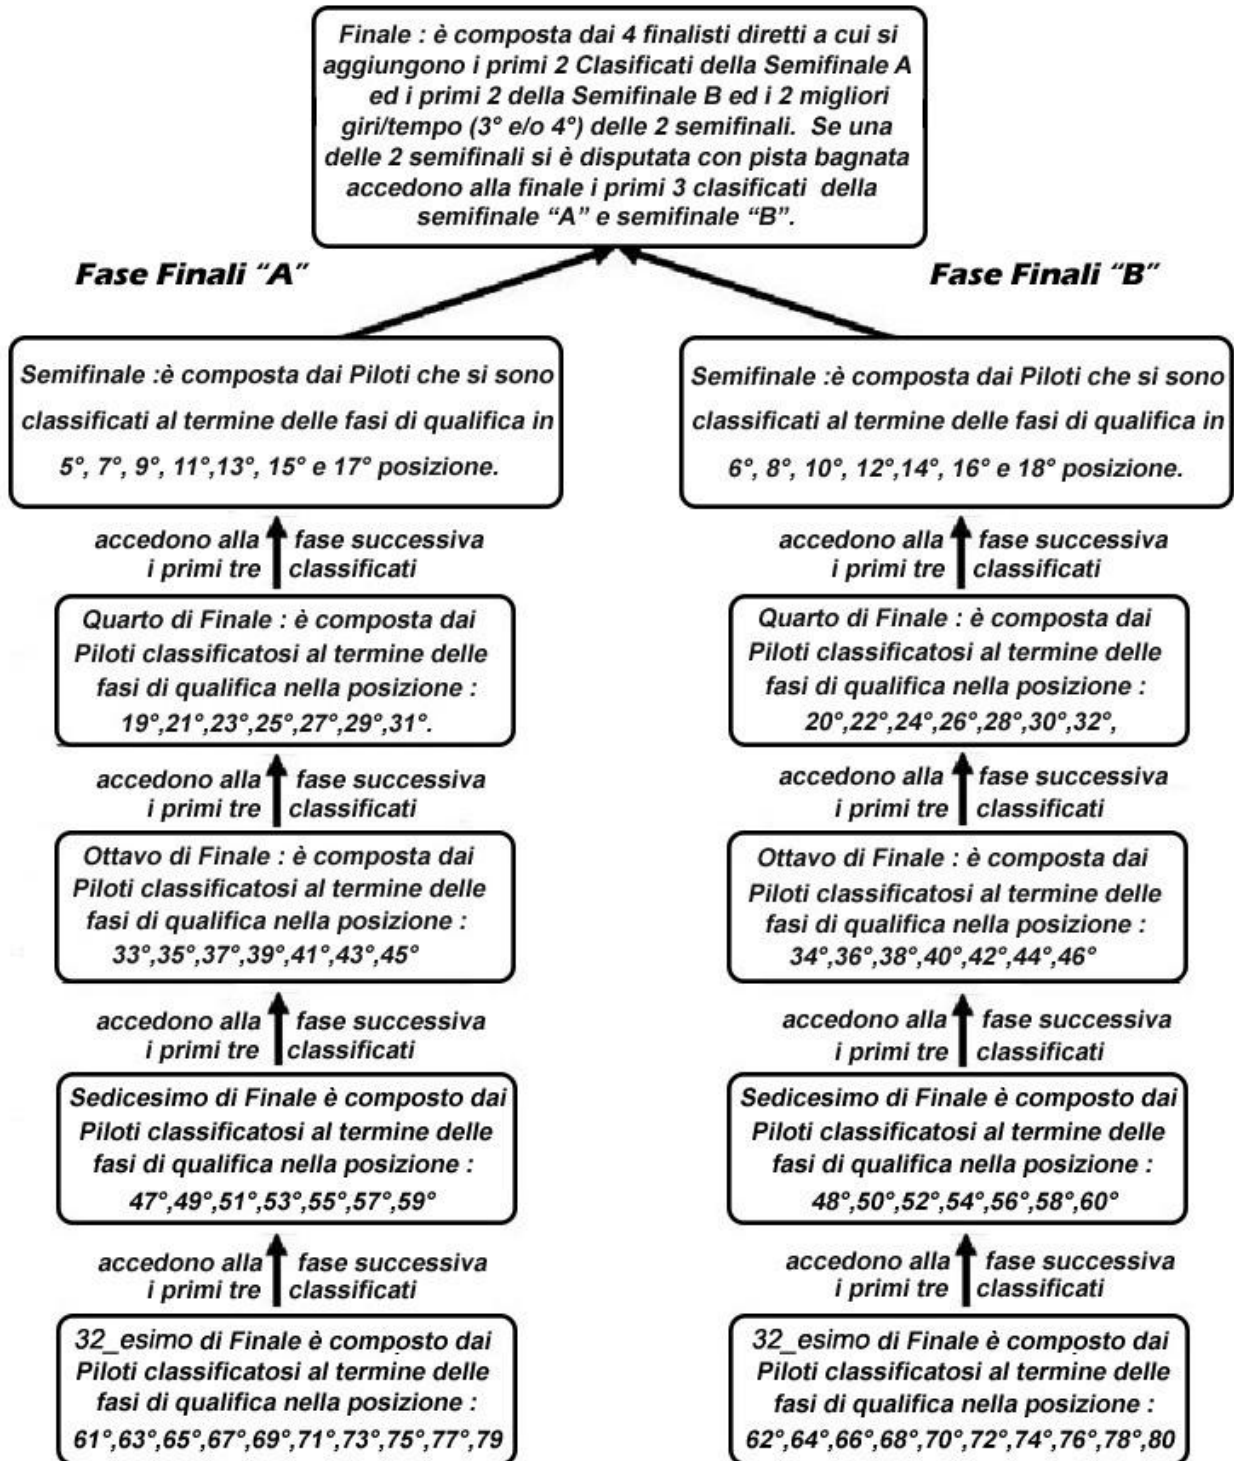 Finale : è composta dai 4 finalisti diretti a cui si
aggiungono i primi 2 Clasificati della Semifinale A
ed i primi 2 della Semifinale B ed i 2 migliori
giri/tempo (3° e/o 4°) delle 2 semifinali. Se una
delle 2 semifinali si è disputata con pista bagnata
accedono alla finale i primi 3 clasificati della
semifinale “A” e semifinale “B”.
Fase Finali “A”
Fase Finali “B”
Semifinale :è composta dai Piloti che si sono
classificati al termine delle fasi di qualifica in
5°, 7°, 9°, 11°,13°, 15° e 17° posizione.
Semifinale :è composta dai Piloti che si sono
classificati al termine delle fasi di qualifica in
6°, 8°, 10°, 12°,14°, 16° e 18° posizione.
accedono alla fase successiva
i primi tre classificati
accedono alla fase successiva
i primi tre classificati
Quarto di Finale : è composta dai
Piloti classificatosi al termine delle
fasi di qualifica nella posizione :
19°,21°,23°,25°,27°,29°,31°.
Quarto di Finale : è composta dai
Piloti classificatosi al termine delle
fasi di qualifica nella posizione :
20°,22°,24°,26°,28°,30°,32°,
accedono alla fase successiva
i primi tre classificati
accedono alla fase successiva
i primi tre classificati
Ottavo di Finale : è composta dai
Piloti classificatosi al termine delle
fasi di qualifica nella posizione :
33°,35°,37°,39°,41°,43°,45°
Ottavo di Finale : è composta dai
Piloti classificatosi al termine delle
fasi di qualifica nella posizione :
34°,36°,38°,40°,42°,44°,46°
accedono alla fase successiva
i primi tre classificati
accedono alla fase successiva
i primi tre classificati
Sedicesimo di Finale è composto dai
Piloti classificatosi al termine delle
fasi di qualifica nella posizione :
47°,49°,51°,53°,55°,57°,59°
Sedicesimo di Finale è composto dai
Piloti classificatosi al termine delle
fasi di qualifica nella posizione :
48°,50°,52°,54°,56°,58°,60°
accedono alla fase successiva
i primi tre classificati
accedono alla fase successiva
i primi tre classificati
32_esimo di Finale è composto dai
Piloti classificatosi al termine delle
fasi di qualifica nella posizione :
61°,63°,65°,67°,69°,71°,73°,75°,77°,79
32_esimo di Finale è composto dai
Piloti classificatosi al termine delle
fasi di qualifica nella posizione :
62°,64°,66°,68°,70°,72°,74°,76°,78°,80